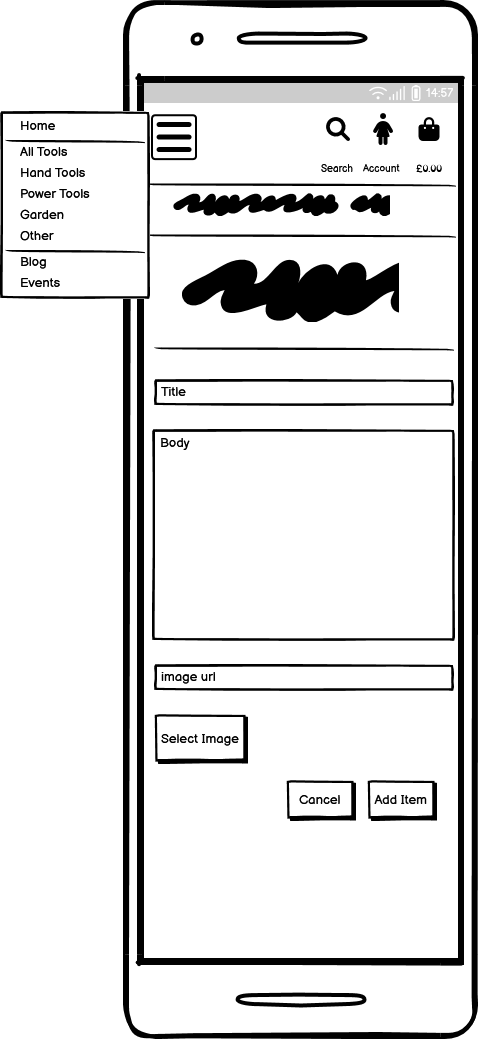 14:57
Home
All Tools
Hand Tools
Power Tools
Garden
Other
Blog
Events
Search Account £0.00
Title
Body
image url
Select Image
Cancel Add Item